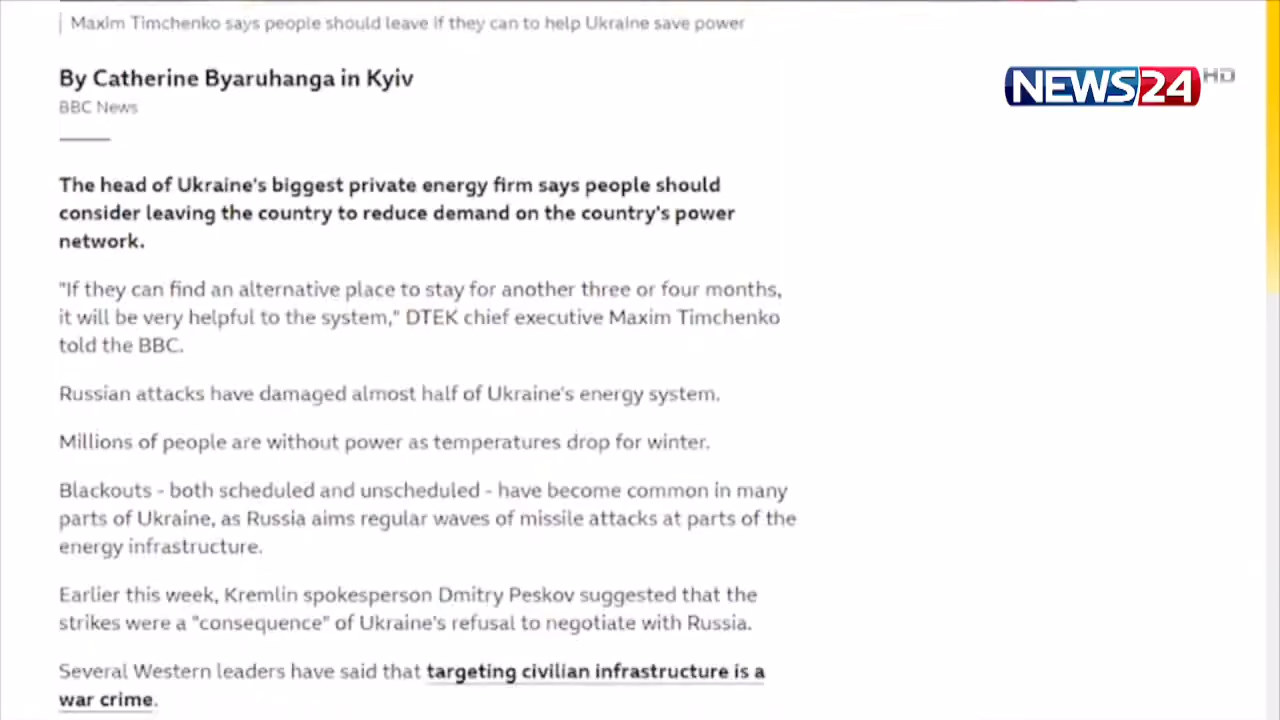 Maxim Timchenko says people should leave if they can to help Ukraine save power
By Catherine Byaruhanga in Kyiv
BBC News
NEWS24 HD
The head of Ukraine's biggest private energy firm says people should
consider leaving the country to reduce demand on the country's power
network.
"If they can find an alternative place to stay for another three or four months,
it will be very helpful to the system," DTEK chief executive Maxim Timchenko
told the BBC.
Russian attacks have damaged almost half of Ukraine's energy system.
Millions of people are without power as temperatures drop for winter.
Blackouts - both scheduled and unscheduled - have become common in many
parts of Ukraine, as Russia aims regular waves of missile attacks at parts of the
energy infrastructure.
Earlier this week, Kremlin spokesperson Dmitry Peskov suggested that the
strikes were a "consequence" of Ukraine's refusal to negotiate with Russia.
Several Western leaders have said that targeting civilian infrastructure is a
war crime.